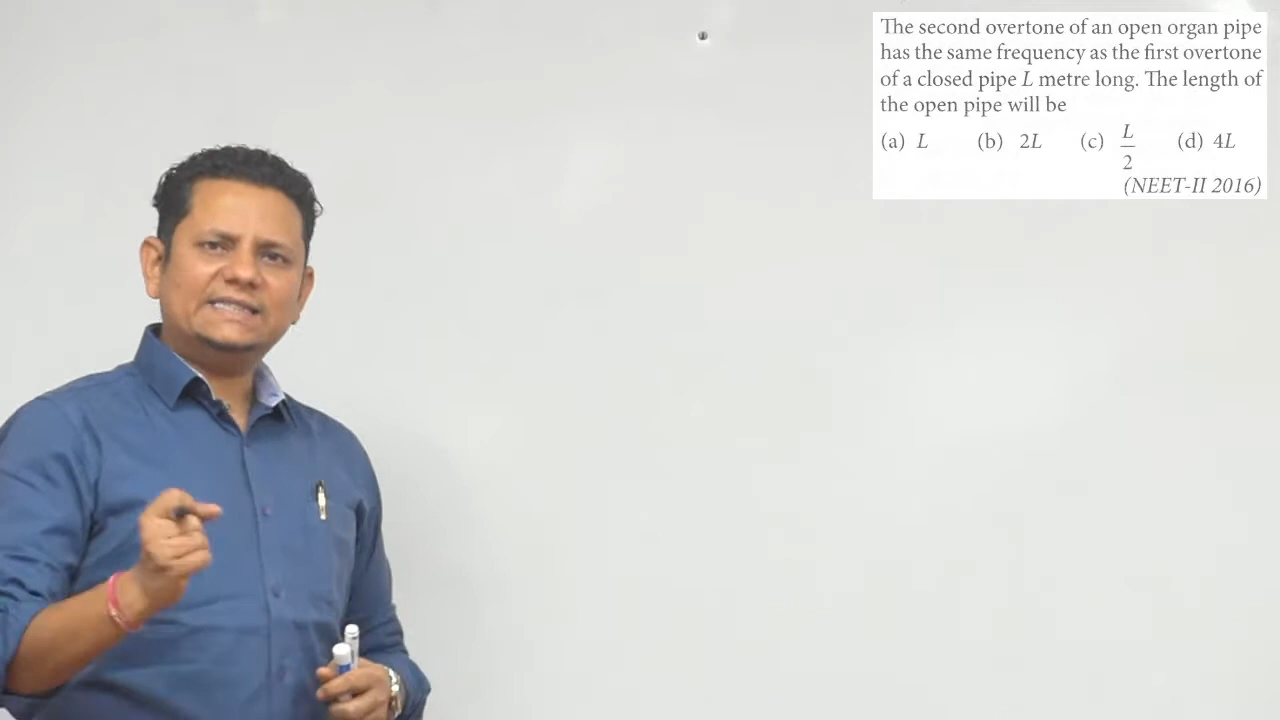 The second overtone of an open organ pipe
has the same frequency as the first overtone
of a closed pipe L metre long. The length of
the open pipe will be
(a) L (b) 2L (c) L/2 (d) 4L
(NEET-II 2016)